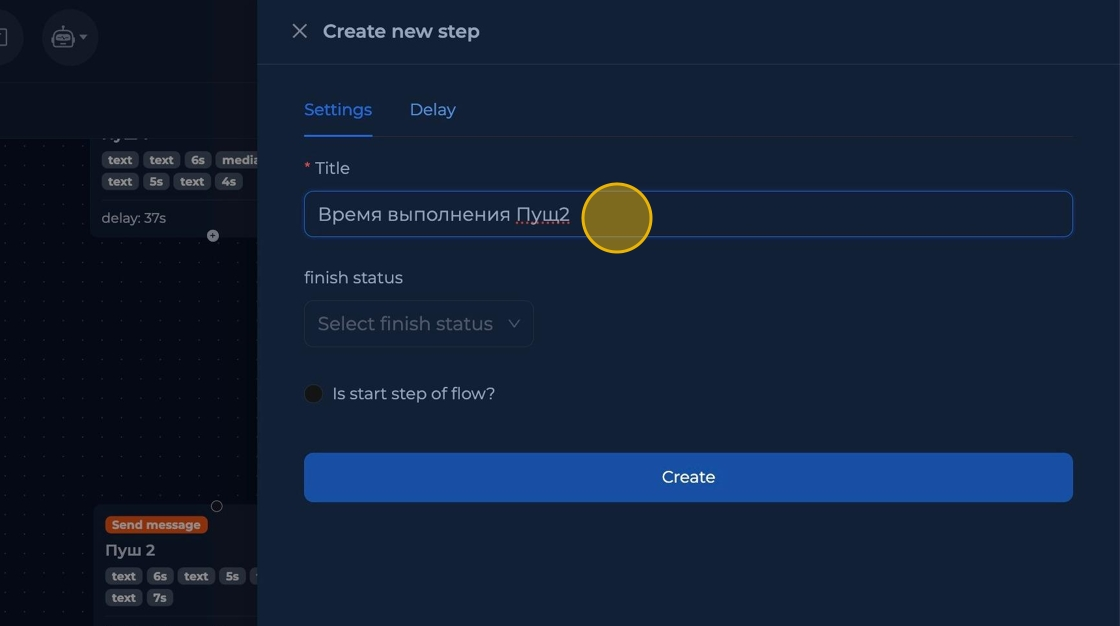 Create new step
Settings Delay
* Title
Время выполнения Пуш2
finish status
Select finish status
Is start step of flow?
Create
text text 6s media
text 5s text 4s
delay: 37s
Send message
Пуш 2
text 6s text 5s
text 7s